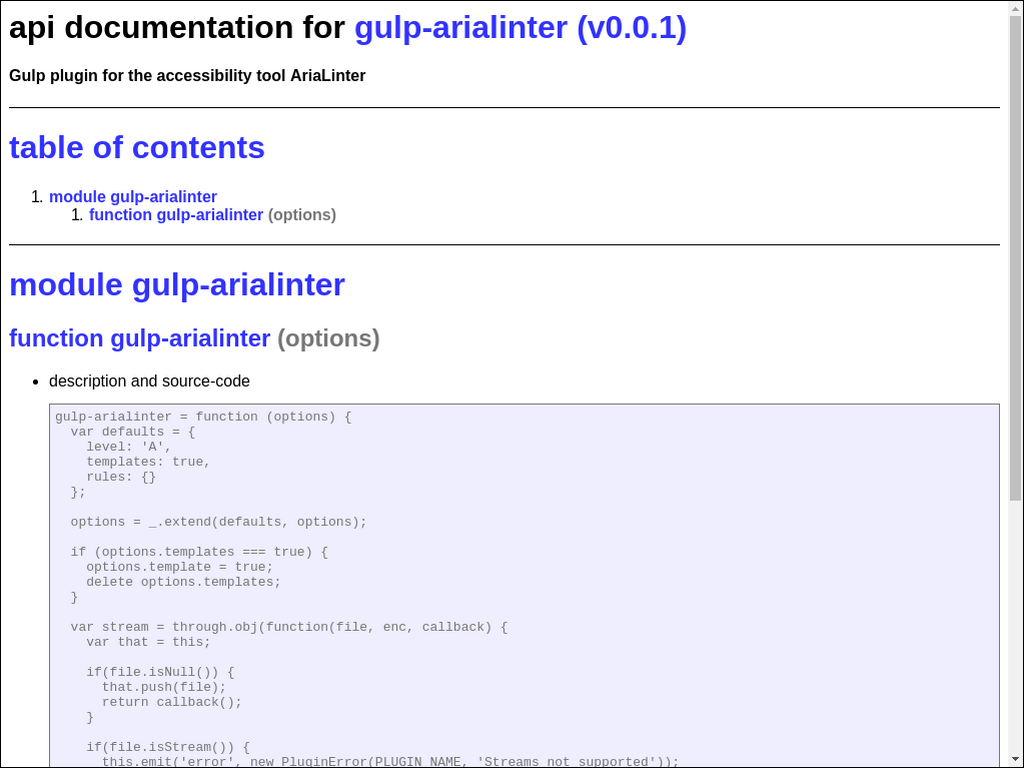 api documentation for gulp-arialinter (v0.0.1)
Gulp plugin for the accessibility tool AriaLinter
table of contents
1. module gulp-arialinter
1. function gulp-arialinter (options)
module gulp-arialinter
function gulp-arialinter (options)
• description and source-code
gulp-arialinter = function (options) {
  var defaults = {
    level: 'A',
    templates: true,
    rules: {}
  };
  options = _.extend(defaults, options);
  if (options.templates === true) {
    options.template = true;
    delete options.templates;
  }
  var stream = through.obj(function(file, enc, callback) {
    var that = this;
    if(file.isNull()) {
      that.push(file);
      return callback();
    }
    if(file.isStream()) {
      this.emit('error', new PluginError(PLUGIN_NAME, 'Streams not supported'));